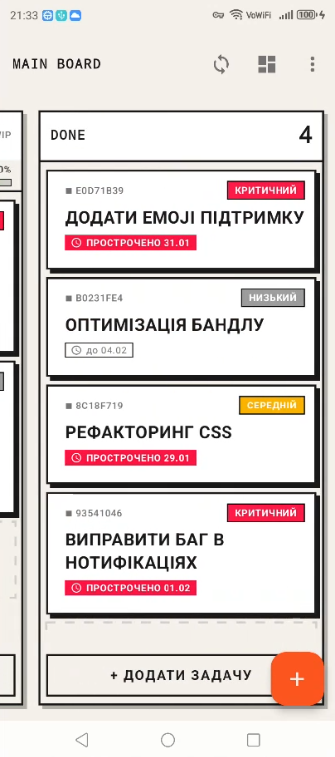 21:33
VoWiFi
100
MAIN BOARD
VIP
0%
DONE
4
E0D71B39
КРИТИЧНИЙ
ДОДАТИ EMOJI ПІДТРИМКУ
ПРОСТРОЧЕНО 31.01
B0231FE4
НИЗЬКИЙ
ОПТИМІЗАЦІЯ БАНДЛУ
до 04.02
8C18F719
СЕРЕДНІЙ
РЕФАКТОРИНГ CSS
ПРОСТРОЧЕНО 29.01
93541046
КРИТИЧНИЙ
ВИПРАВИТИ БАГ В
НОТИФІКАЦІЯХ
ПРОСТРОЧЕНО 01.02
+ ДОДАТИ ЗАДАЧУ
+